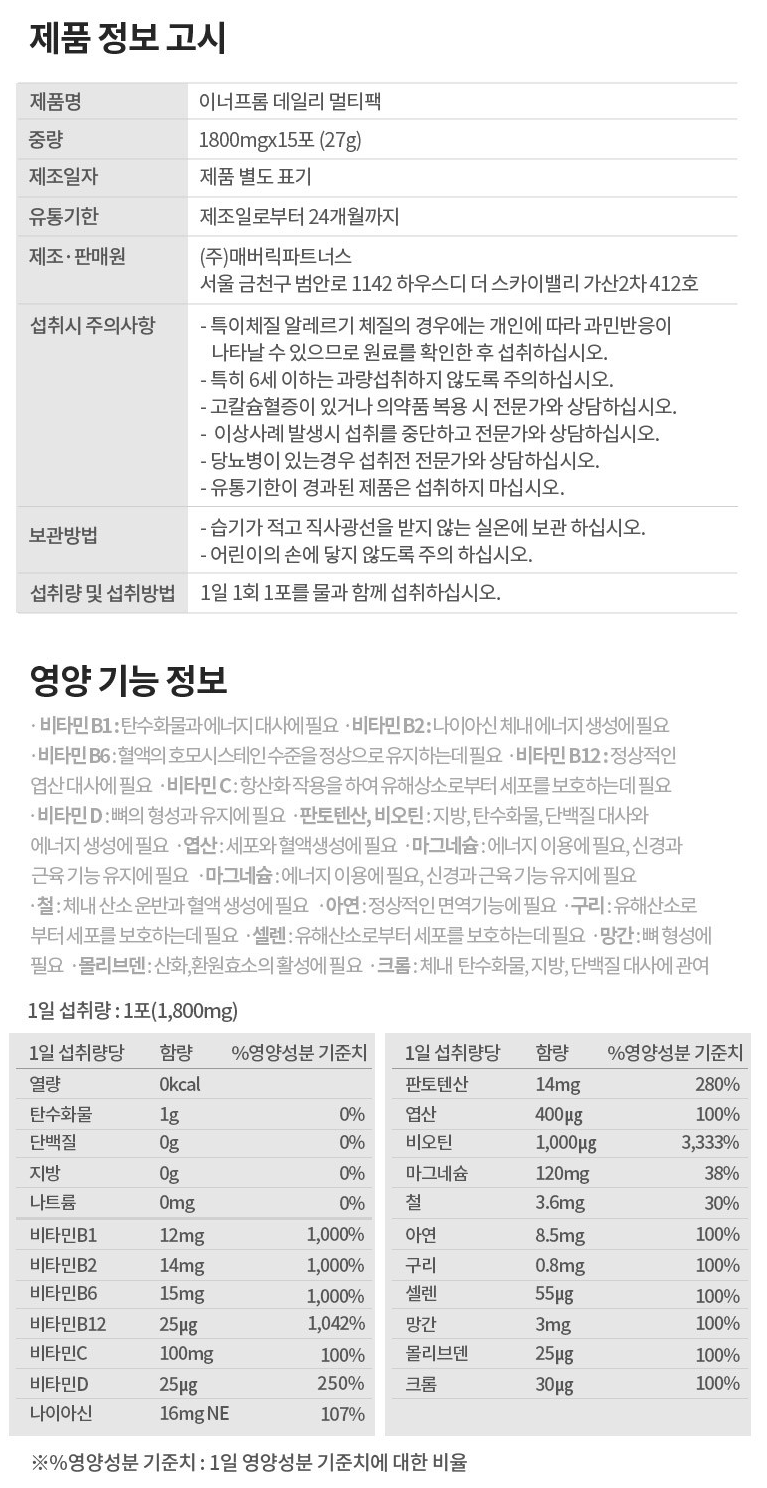 제품 정보 고시
제품명 이너프롬 데일리 멀티팩
중량 1800mgx15포 (27g)
제조일자 제품 별도 표기
유통기한 제조일로부터 24개월까지
제조·판매원 (주)매버릭파트너스
서울 금천구 범안로 1142 하우스디 더 스카이밸리 가산2차 412호
섭취시 주의사항 - 특이체질 알레르기 체질의 경우에는 개인에 따라 과민반응이
나타날 수 있으므로 원료를 확인한 후 섭취하십시오.
- 특히 6세 이하는 과량섭취하지 않도록 주의하십시오.
- 고칼슘혈증이 있거나 의약품 복용 시 전문가와 상담하십시오.
- 이상사례 발생시 섭취를 중단하고 전문가와 상담하십시오.
- 당뇨병이 있는경우 섭취전 전문가와 상담하십시오.
- 유통기한이 경과된 제품은 섭취하지 마십시오.
보관방법 - 습기가 적고 직사광선을 받지 않는 실온에 보관 하십시오.
- 어린이의 손에 닿지 않도록 주의 하십시오.
섭취량 및 섭취방법 1일 1회 1포를 물과 함께 섭취하십시오.
영양 기능 정보
· 비타민 B1 : 탄수화물과 에너지 대사에 필요 · 비타민 B2 : 나이아신 체내 에너지 생성에 필요
· 비타민 B6 : 혈액의 호모시스테인 수준을 정상으로 유지하는데 필요 · 비타민 B12 : 정상적인
엽산 대사에 필요 · 비타민 C : 항산화 작용을 하여 유해상소로부터 세포를 보호하는데 필요
· 비타민 D : 뼈의 형성과 유지에 필요 · 판토텐산, 비오틴 : 지방, 탄수화물, 단백질 대사와
에너지 생성에 필요 · 엽산 : 세포와 혈액생성에 필요 · 마그네슘 : 에너지 이용에 필요, 신경과
근육 기능 유지에 필요 · 마그네슘 : 에너지 이용에 필요, 신경과 근육 기능 유지에 필요
· 철 : 체내 산소 운반과 혈액 생성에 필요 · 아연 : 정상적인 면역기능에 필요 · 구리 : 유해산소로
부터 세포를 보호하는데 필요 · 셀렌 : 유해산소로부터 세포를 보호하는데 필요 · 망간 : 뼈 형성에
필요 · 몰리브덴 : 산화,환원효소의 활성에 필요 · 크롬 : 체내 탄수화물, 지방, 단백질 대사에 관여
1일 섭취량 : 1포(1,800mg)
1일 섭취량당 함량 %영양성분 기준치
열량 0kcal
탄수화물 1g 0%
단백질 0g 0%
지방 0g 0%
나트륨 0mg 0%
비타민B1 12mg 1,000%
비타민B2 14mg 1,000%
비타민B6 15mg 1,000%
비타민B12 25㎍ 1,042%
비타민C 100mg 100%
비타민D 25㎍ 250%
나이아신 16mg NE 107%
1일 섭취량당 함량 %영양성분 기준치
판토텐산 14mg 280%
엽산 400㎍ 100%
비오틴 1,000㎍ 3,333%
마그네슘 120mg 38%
철 3.6mg 30%
아연 8.5mg 100%
구리 0.8mg 100%
셀렌 55㎍ 100%
망간 3mg 100%
몰리브덴 25㎍ 100%
크롬 30㎍ 100%
※%영양성분 기준치 : 1일 영양성분 기준치에 대한 비율